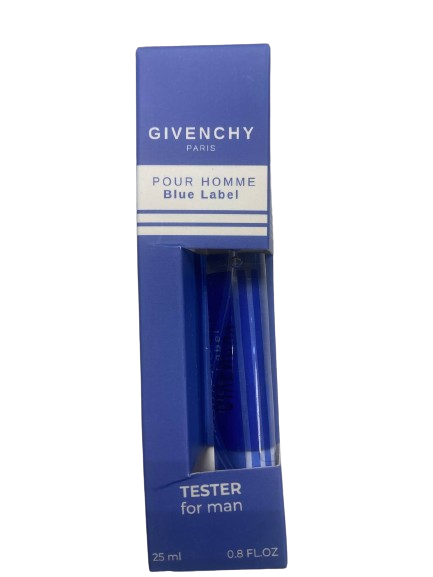 GIVENCHY
PARIS
POUR HOMME
Blue Label
TESTER
for man
25 ml 0.8 FL.OZ